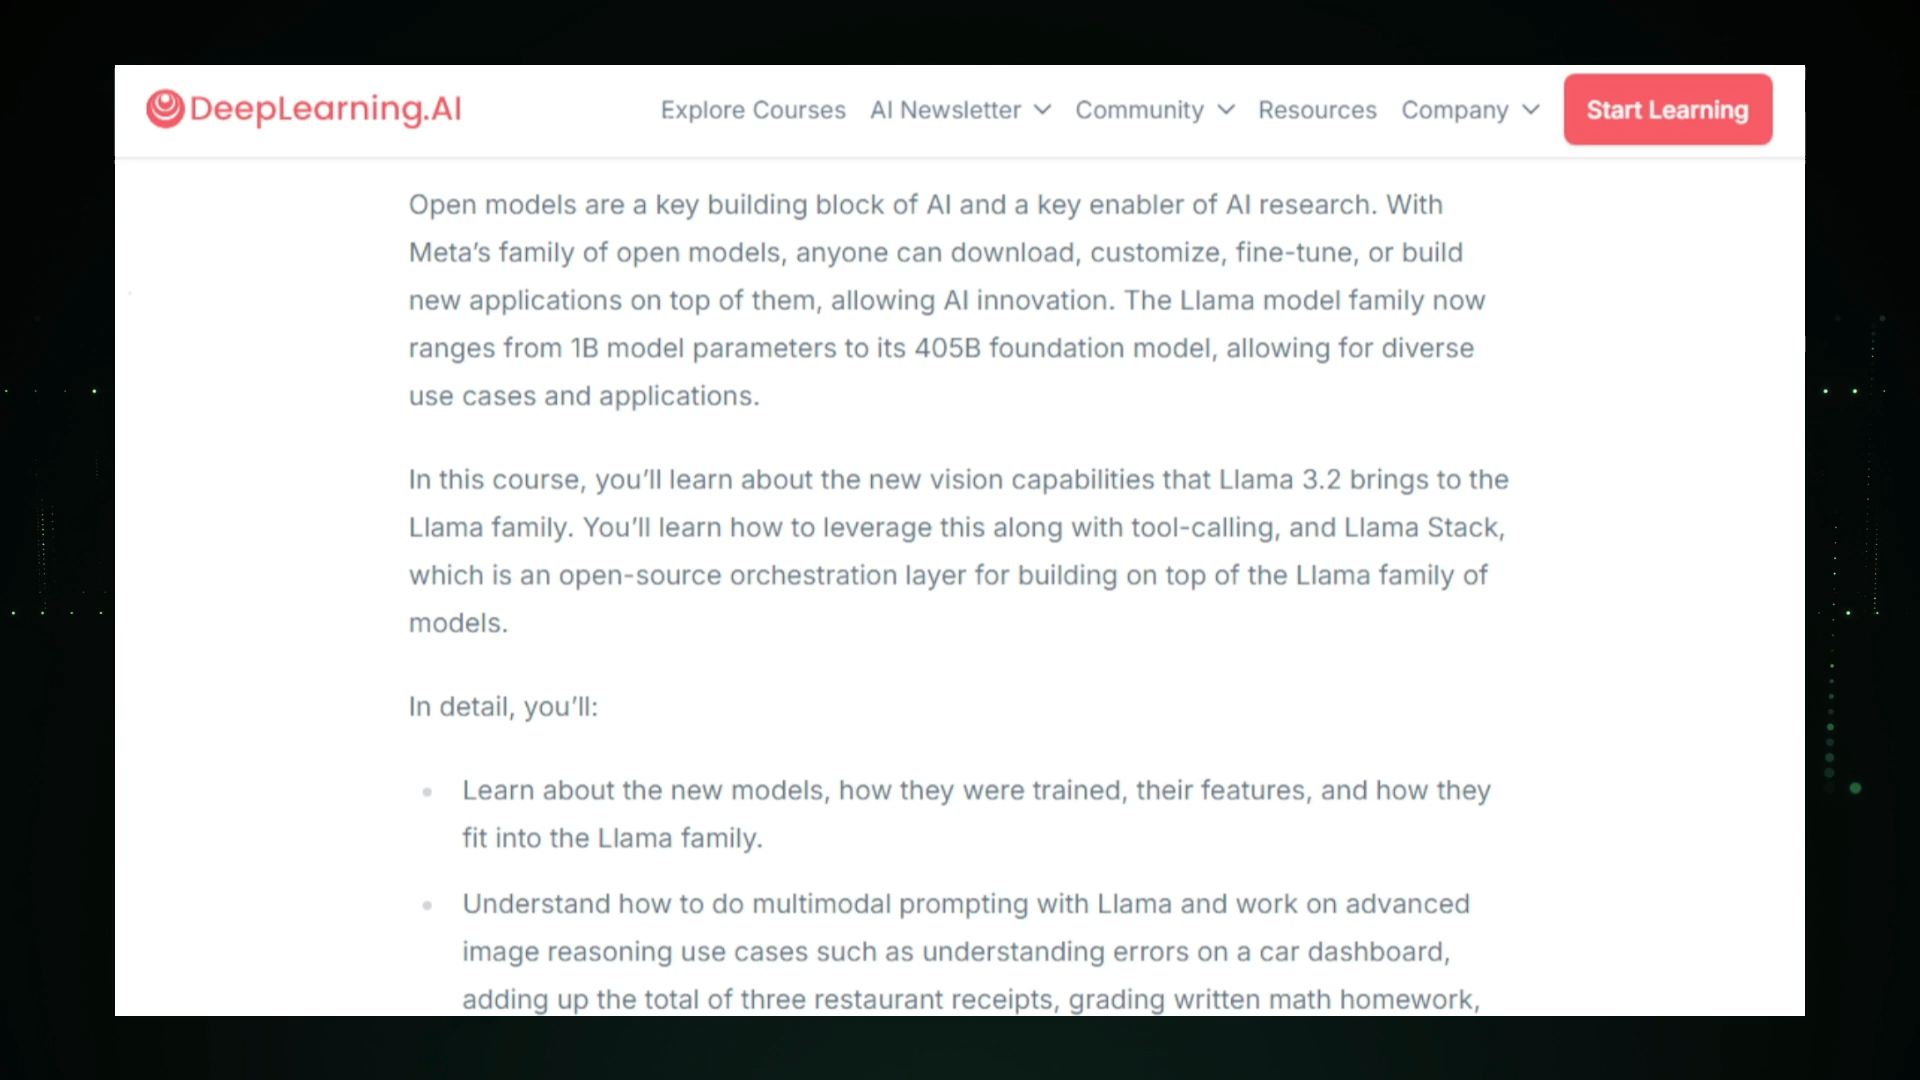 DeepLearning.AI
Explore Courses AI Newsletter Community Resources Company Start Learning
Open models are a key building block of AI and a key enabler of AI research. With
Meta’s family of open models, anyone can download, customize, fine-tune, or build
new applications on top of them, allowing AI innovation. The Llama model family now
ranges from 1B model parameters to its 405B foundation model, allowing for diverse
use cases and applications.
In this course, you’ll learn about the new vision capabilities that Llama 3.2 brings to the
Llama family. You’ll learn how to leverage this along with tool-calling, and Llama Stack,
which is an open-source orchestration layer for building on top of the Llama family of
models.
In detail, you’ll:
Learn about the new models, how they were trained, their features, and how they
fit into the Llama family.
Understand how to do multimodal prompting with Llama and work on advanced
image reasoning use cases such as understanding errors on a car dashboard,
adding up the total of three restaurant receipts, grading written math homework,